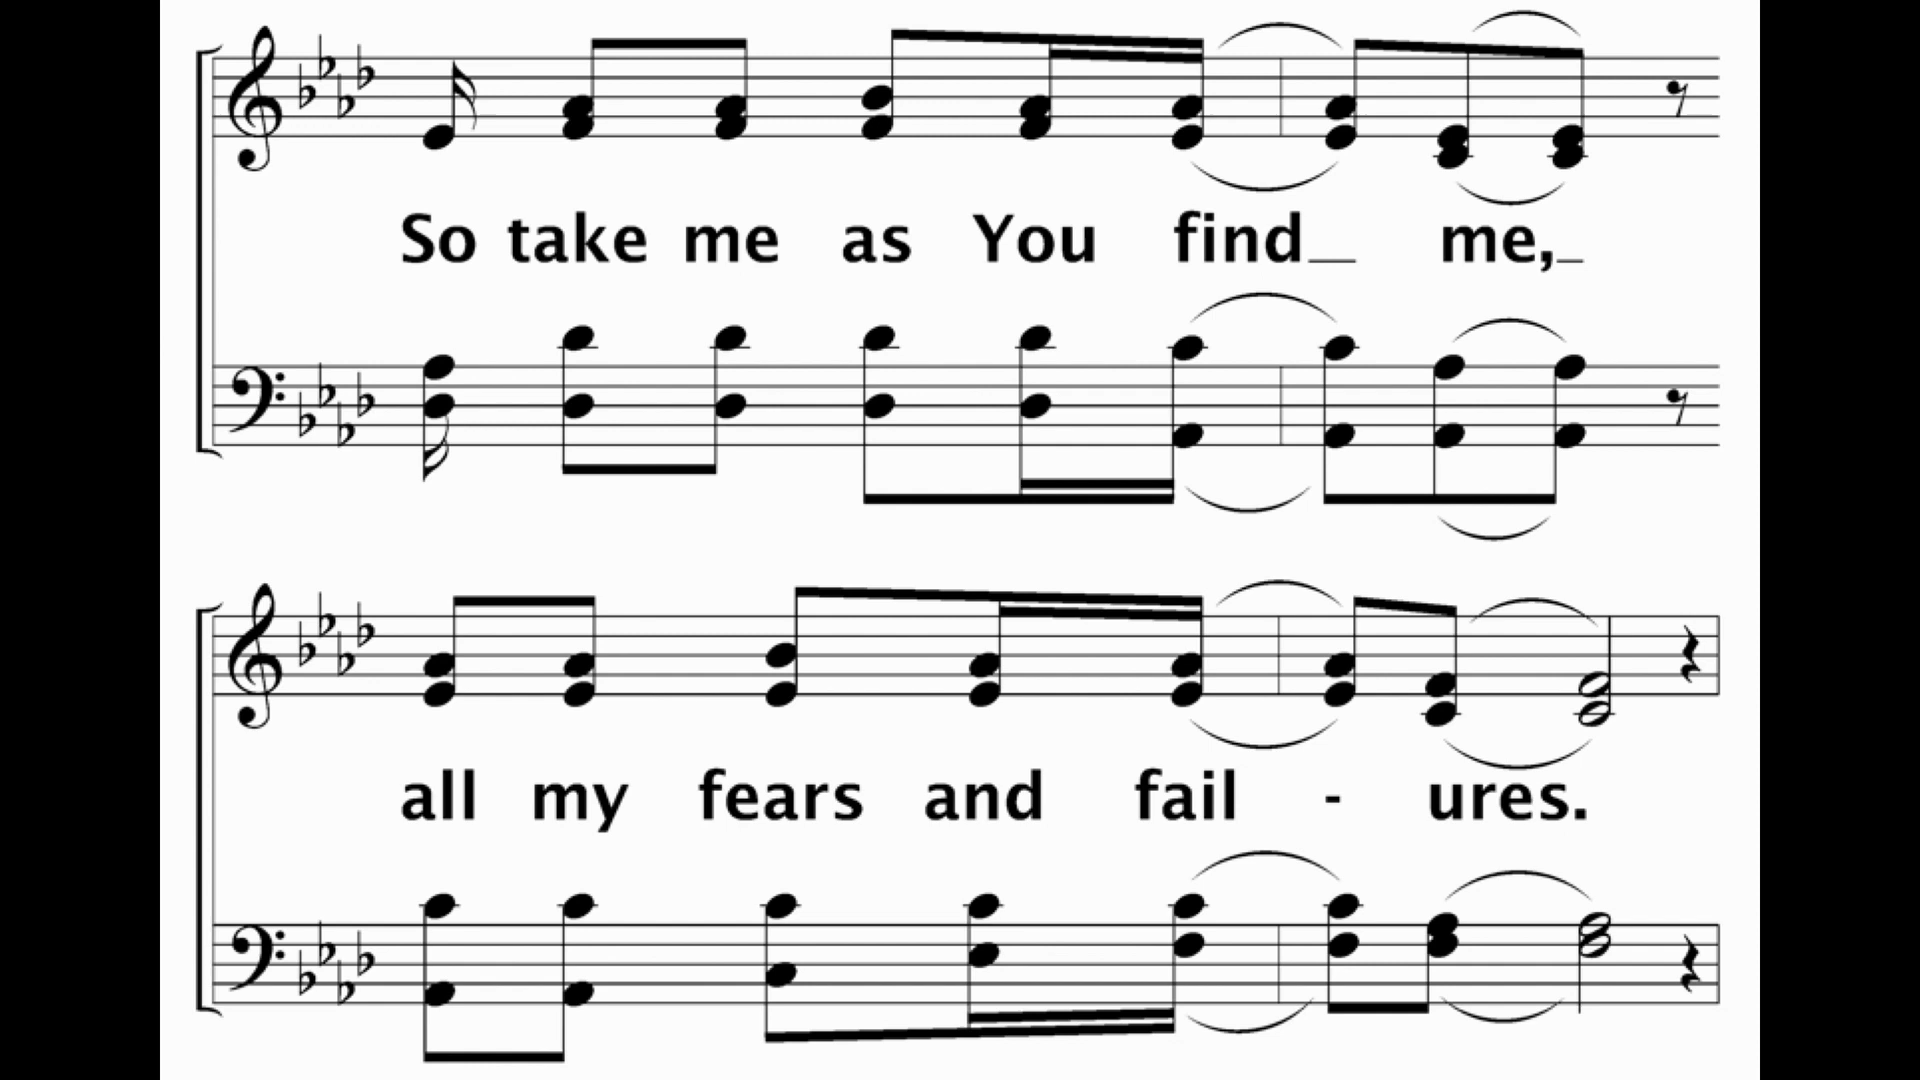 So take me as You find_ me,_
all my fears and fail - ures.